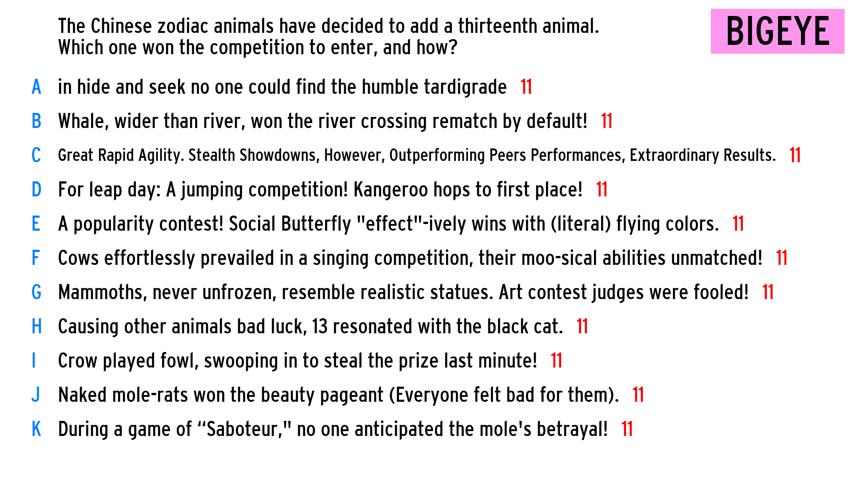 The Chinese zodiac animals have decided to add a thirteenth animal.
Which one won the competition to enter, and how?
BIGEYE
A in hide and seek no one could find the humble tardigrade 11
B Whale, wider than river, won the river crossing rematch by default! 11
C Great Rapid Agility. Stealth Showdowns, However, Outperforming Peers Performances, Extraordinary Results. 11
D For leap day: A jumping competition! Kangaroo hops to first place! 11
E A popularity contest! Social Butterfly "effect"-ively wins with (literal) flying colors. 11
F Cows effortlessly prevailed in a singing competition, their moo-sical abilities unmatched! 11
G Mammoths, never unfrozen, resemble realistic statues. Art contest judges were fooled! 11
H Causing other animals bad luck, 13 resonated with the black cat. 11
I Crow played fowl, swooping in to steal the prize last minute! 11
J Naked mole-rats won the beauty pageant (Everyone felt bad for them). 11
K During a game of “Saboteur," no one anticipated the mole's betrayal! 11